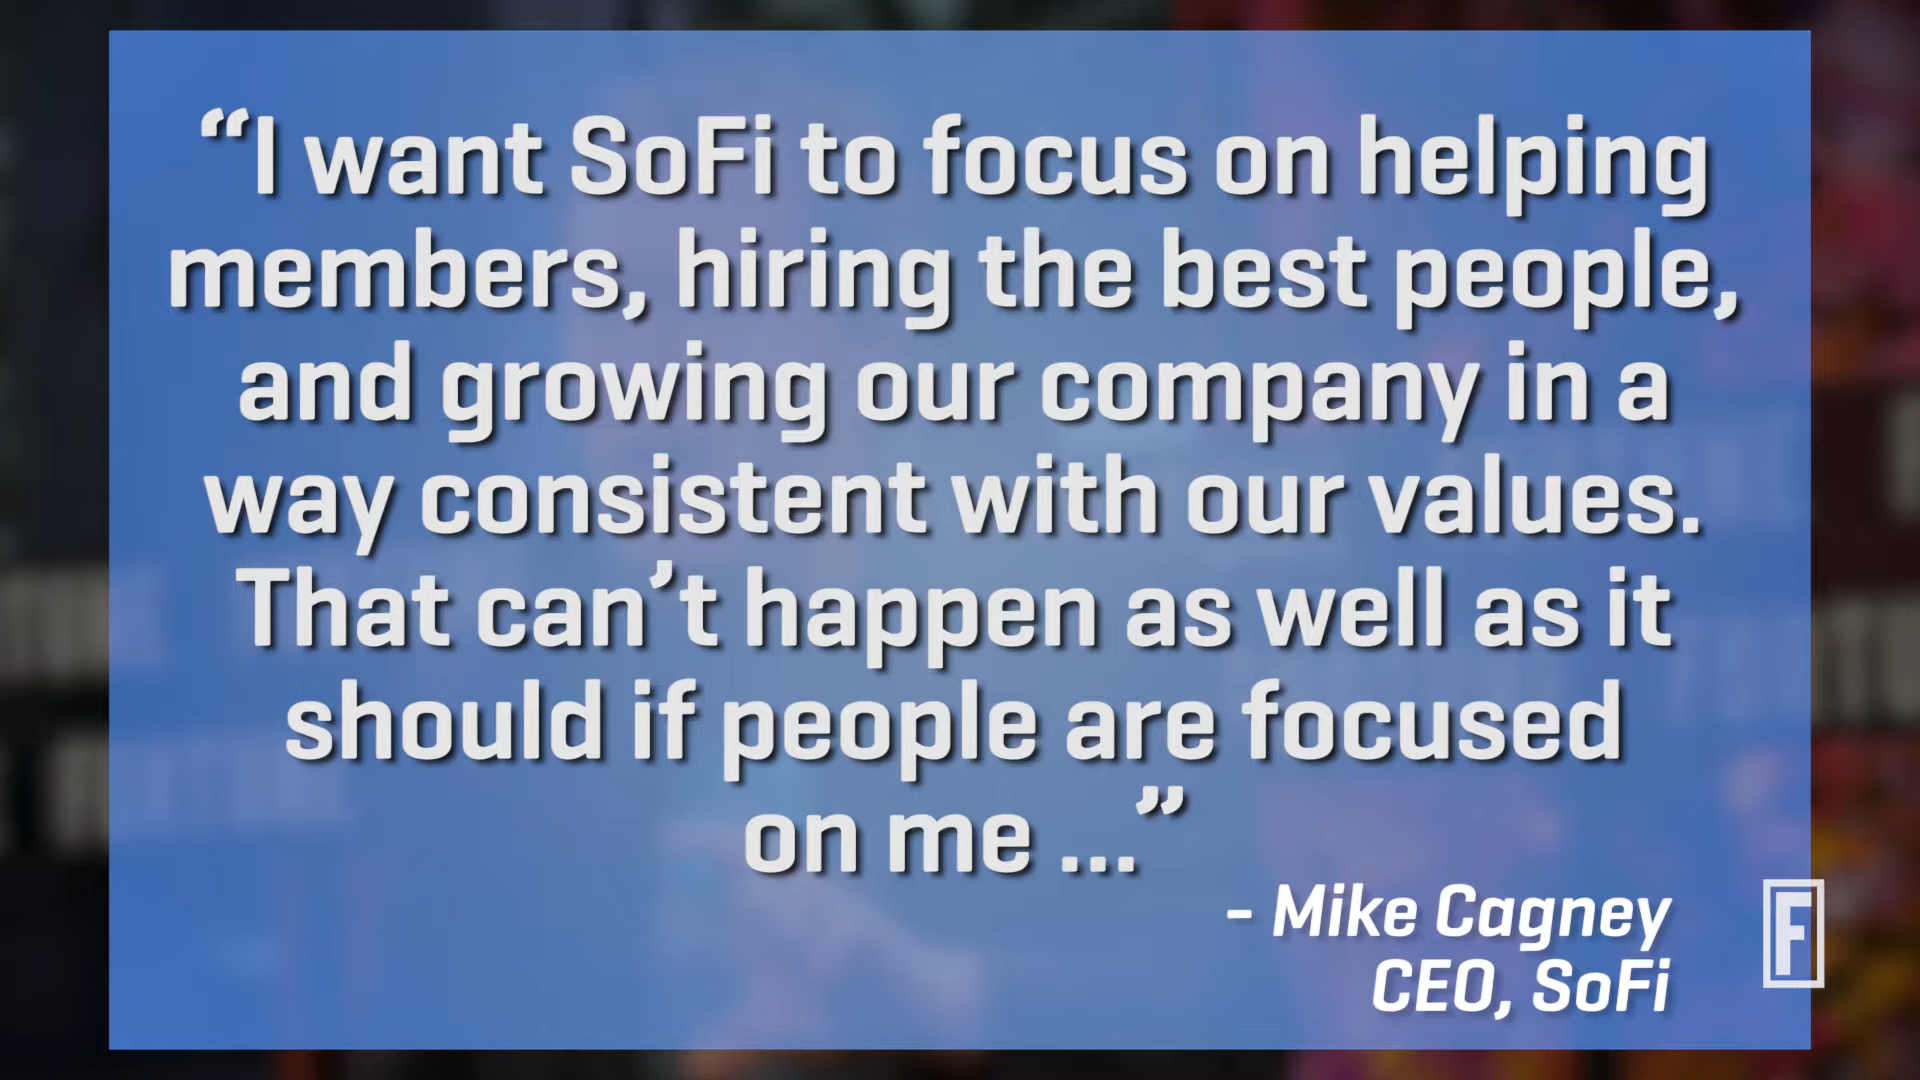 “I want SoFi to focus on helping
members, hiring the best people,
and growing our company in a
way consistent with our values.
That can’t happen as well as it
should if people are focused
on me ...”
- Mike Cagney
CEO, SoFi
F